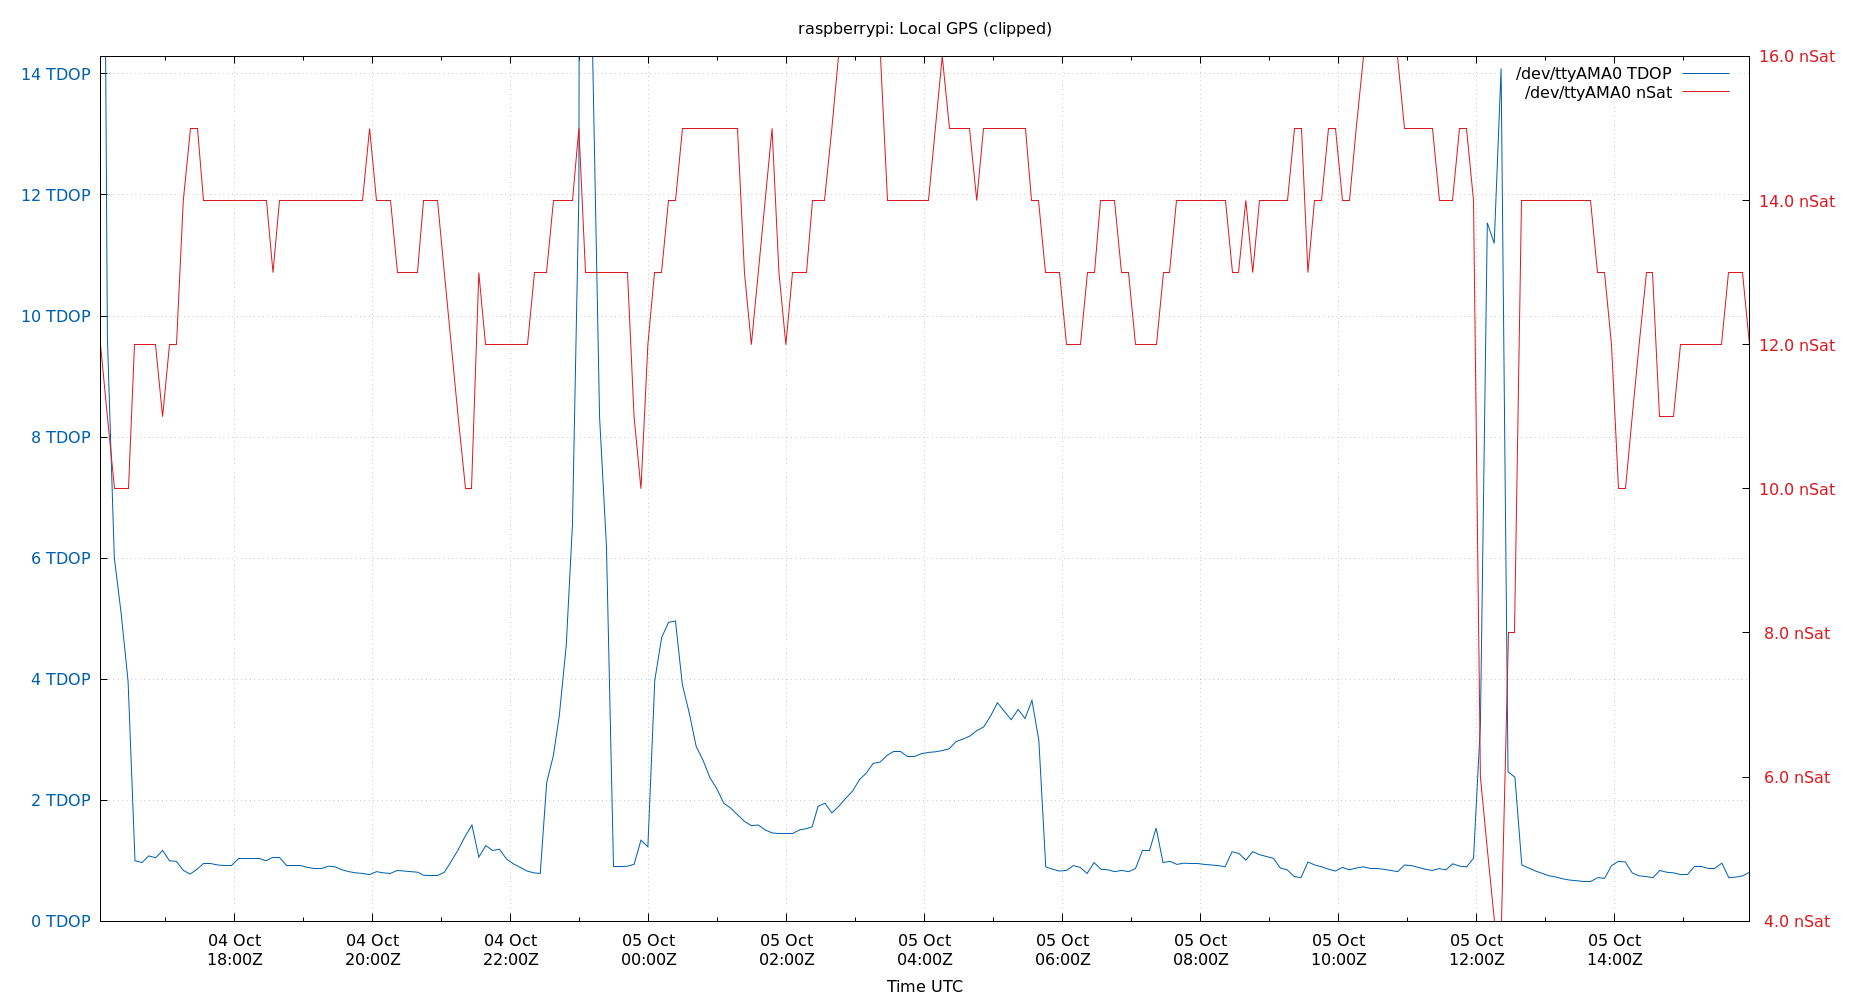 raspberrypi: Local GPS (clipped)
14 TDOP
12 TDOP
10 TDOP
8 TDOP
6 TDOP
4 TDOP
2 TDOP
0 TDOP
16.0 nSat
14.0 nSat
12.0 nSat
10.0 nSat
8.0 nSat
6.0 nSat
4.0 nSat
/dev/ttyAMA0 TDOP
/dev/ttyAMA0 nSat
04 Oct
18:00Z
04 Oct
20:00Z
04 Oct
22:00Z
05 Oct
00:00Z
05 Oct
02:00Z
05 Oct
04:00Z
05 Oct
06:00Z
05 Oct
08:00Z
05 Oct
10:00Z
05 Oct
12:00Z
05 Oct
14:00Z
Time UTC